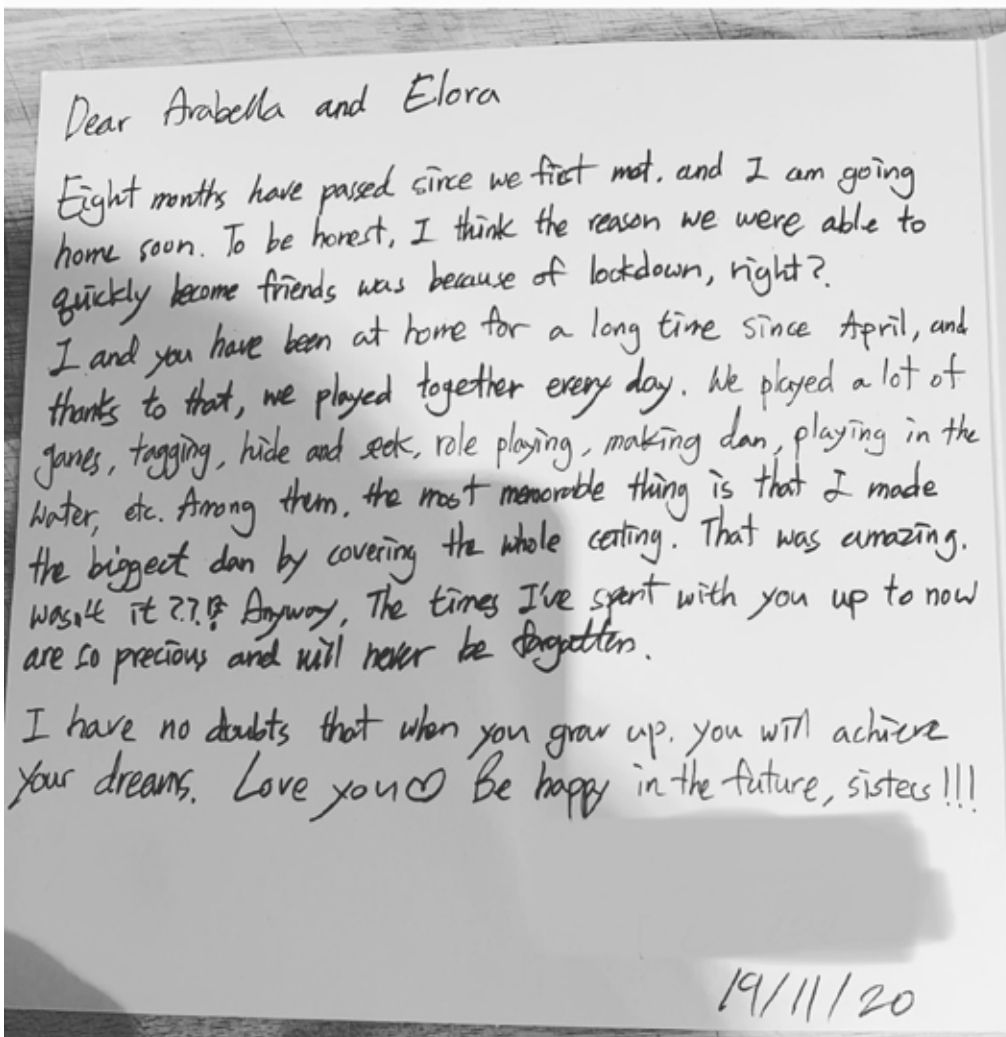 Dear Arabella and Elora
Eight months have passed since we first met. and I am going
home soon. To be honest, I think the reason we were able to
quickly become friends was because of lockdown, right?
I and you have been at home for a long time since April, and
thanks to that, we played together every day. We played a lot of
games, tagging, hide and seek, role playing, making dan, playing in the
water, etc. Among them, the most memorable thing is that I made
the biggest dan by covering the whole ceiling. That was amazing.
wasn't it ??? Anyway, The times I've spent with you up to now
are so precious and will never be forgotten.
I have no doubts that when you grow up, you will achieve
your dreams. Love you♡ Be happy in the future, sisters!!!
19/11/20